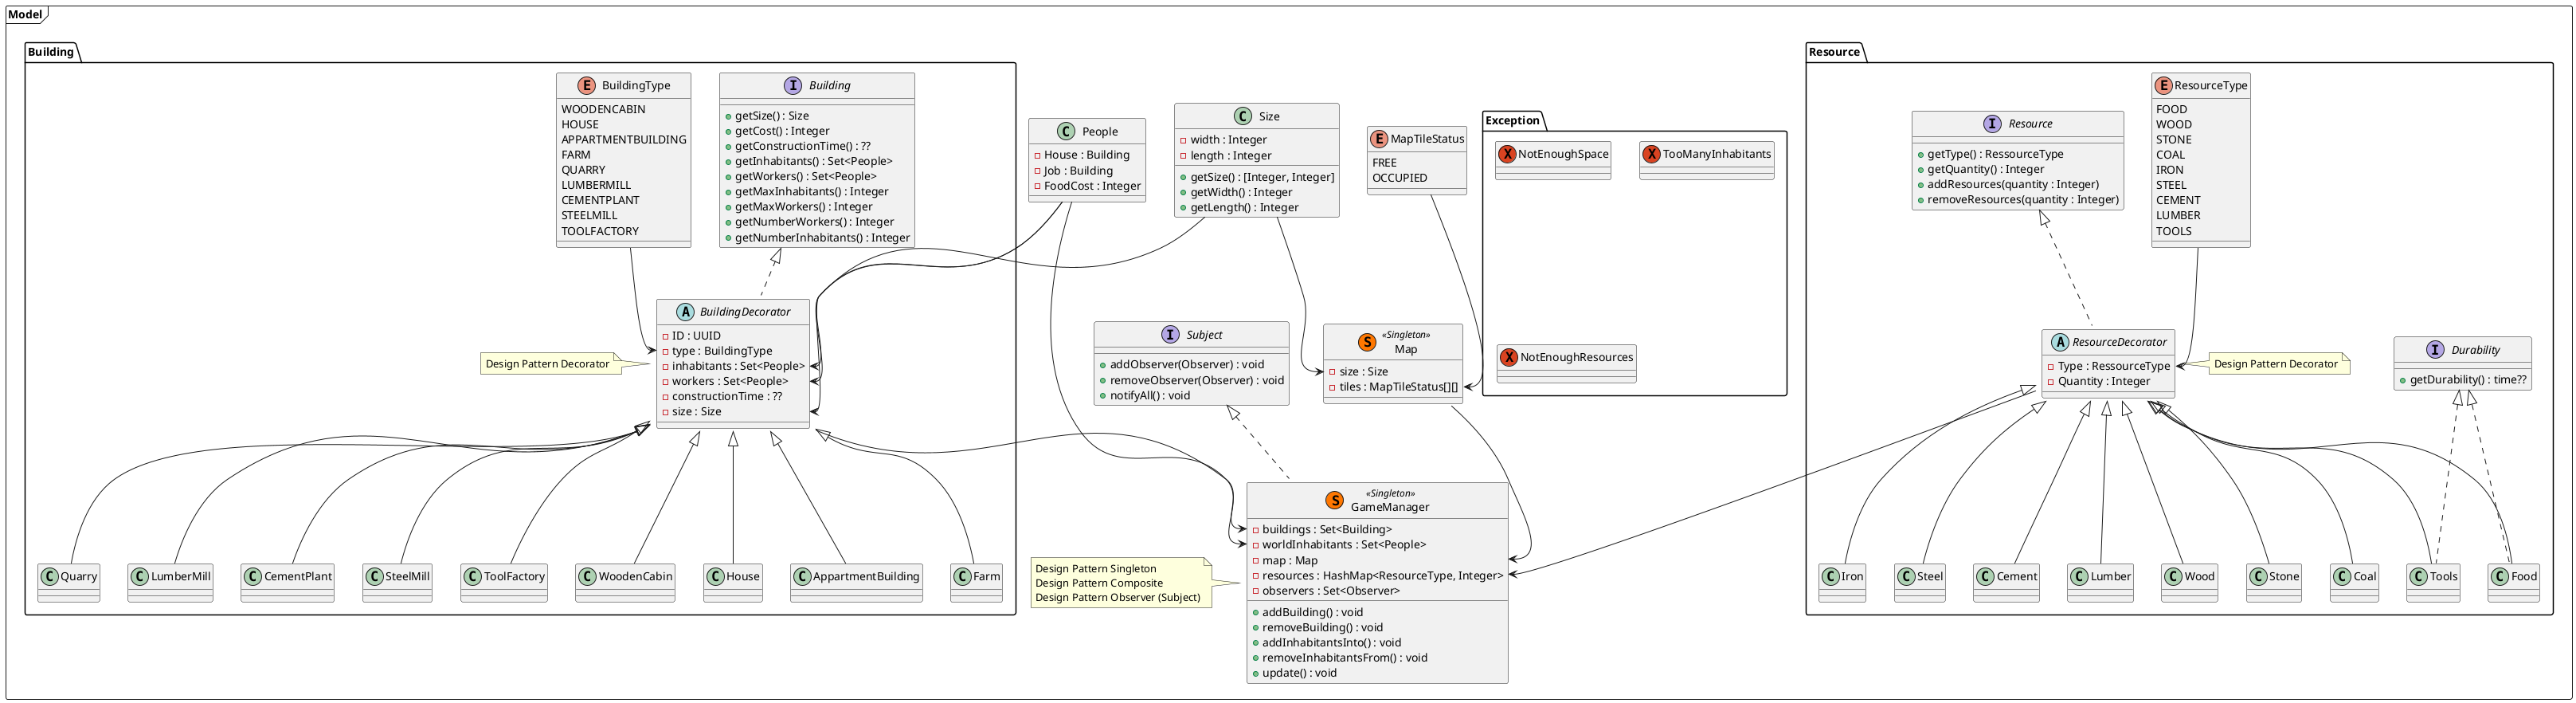 Model
Building
E BuildingType
WOODENCABIN
HOUSE
APPARTMENTBUILDING
FARM
QUARRY
LUMBERMILL
CEMENTPLANT
STEELMILL
TOOLFACTORY
I Building
getSize() : Size
getCost() : Integer
getConstructionTime() : ??
getInhabitants() : Set<People>
getWorkers() : Set<People>
getMaxInhabitants() : Integer
getMaxWorkers() : Integer
getNumberWorkers() : Integer
getNumberInhabitants() : Integer
A BuildingDecorator
ID : UUID
type : BuildingType
inhabitants : Set<People>
workers : Set<People>
constructionTime : ??
size : Size
Design Pattern Decorator
C Quarry
C LumberMill
C CementPlant
C SteelMill
C ToolFactory
C WoodenCabin
C House
C AppartmentBuilding
C Farm
C People
House : Building
Job : Building
FoodCost : Integer
C Size
width : Integer
length : Integer
getSize() : [Integer, Integer]
getWidth() : Integer
getLength() : Integer
E MapTileStatus
FREE
OCCUPIED
Exception
X NotEnoughSpace
X TooManyInhabitants
X NotEnoughResources
I Subject
addObserver(Observer) : void
removeObserver(Observer) : void
notifyAll() : void
S «Singleton»
Map
size : Size
tiles : MapTileStatus[][]
S «Singleton»
GameManager
buildings : Set<Building>
worldInhabitants : Set<People>
map : Map
resources : HashMap<ResourceType, Integer>
observers : Set<Observer>
addBuilding() : void
removeBuilding() : void
addInhabitantsInto() : void
removeInhabitantsFrom() : void
update() : void
Design Pattern Singleton
Design Pattern Composite
Design Pattern Observer (Subject)
Resource
I Resource
getType() : RessourceType
getQuantity() : Integer
addResources(quantity : Integer)
removeResources(quantity : Integer)
E ResourceType
FOOD
WOOD
STONE
COAL
IRON
STEEL
CEMENT
LUMBER
TOOLS
A ResourceDecorator
Type : RessourceType
Quantity : Integer
Design Pattern Decorator
I Durability
getDurability() : time??
C Iron
C Steel
C Cement
C Lumber
C Wood
C Stone
C Coal
C Tools
C Food